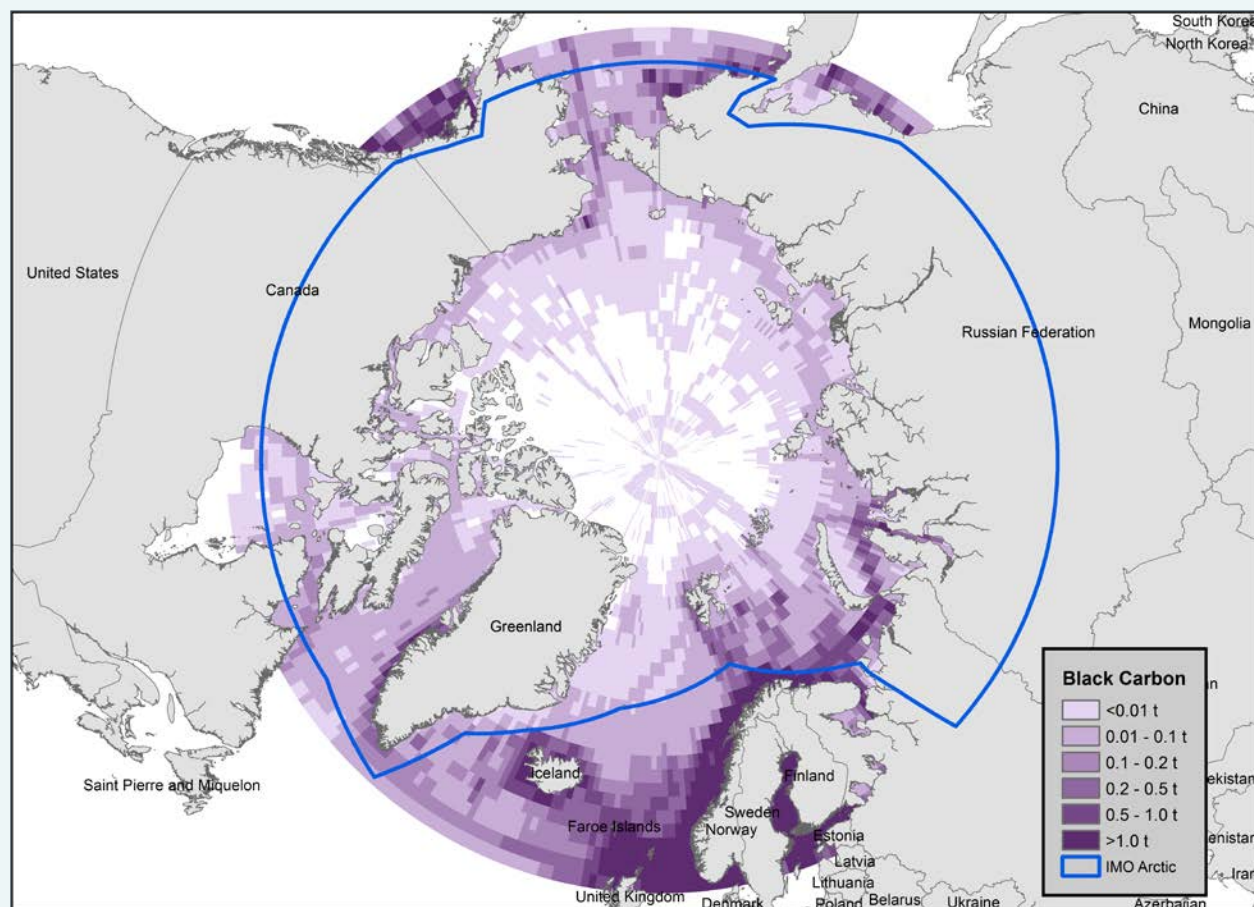 South Korea
North Korea
China
United States
Canada
Russian Federation
Mongolia
Greenland
Saint Pierre and Miquelon
Iceland
Finland
Faroe Islands
Sweden
Norway
Estonia
Latvia
Lithuania
United Kingdom
Denmark
Poland
Belarus
Ukraine
Azerbaijan
Iran
Black Carbon
<0.01 t
0.01 - 0.1 t
0.1 - 0.2 t
0.2 - 0.5 t
0.5 - 1.0 t
>1.0 t
IMO Arctic